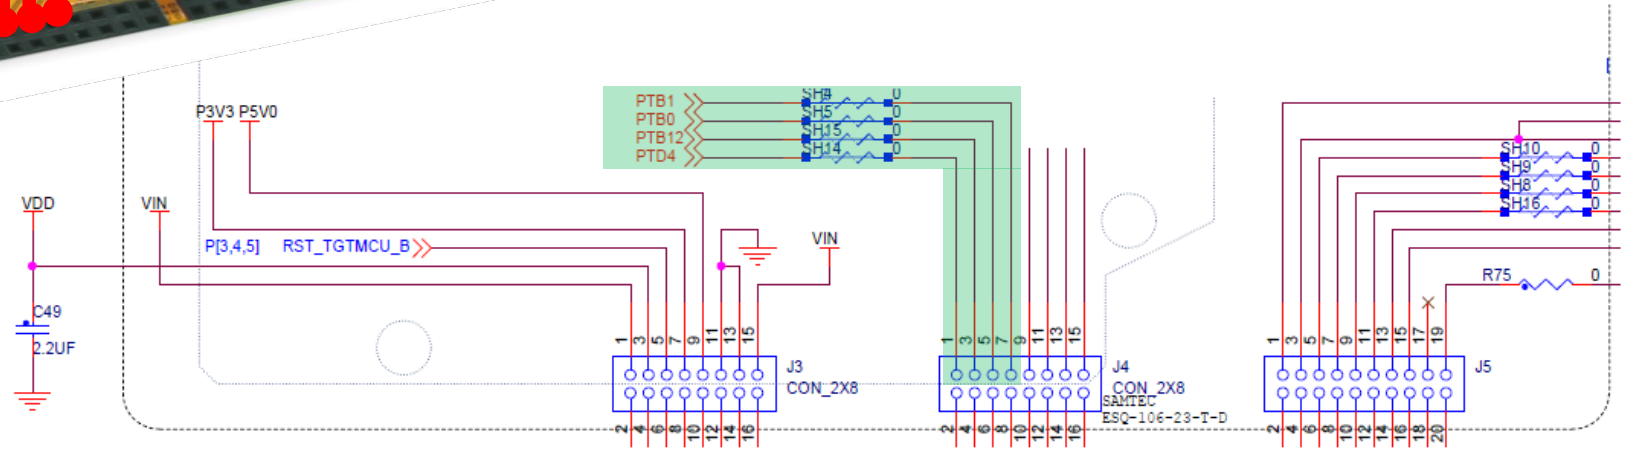 PTB1 SH4 0
PTB0 SH5 0
PTB12 SH15 0
PTD4 SH14 0
P3V3 P5V0
SH10 0
SH9 0
SH8 0
SH16 0
VDD VIN
P[3,4,5] RST_TGTMCU_B
VIN
R75 0
C49
2.2UF
1 3 5 7 9 11 13 15
J3
CON_2X8
2 4 6 8 10 12 14 16
1 3 5 7 9 11 13 15
J4
CON_2X8
SAMTEC
ESQ-106-23-T-D
2 4 6 8 10 12 14 16
1 3 5 7 9 11 13 15 17 19
J5
2 4 6 8 10 12 14 16 18 20